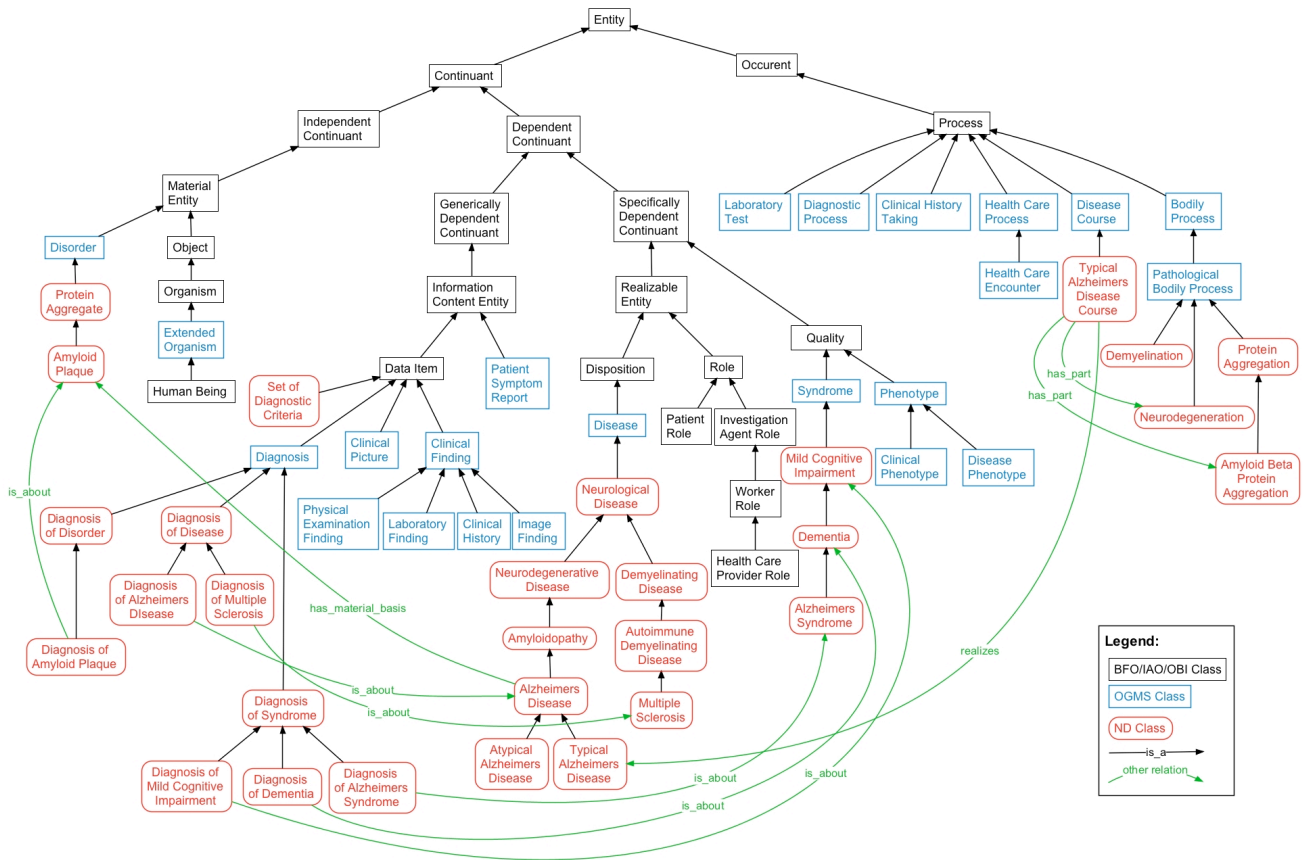 Entity
Occurent
Continuant
Independent
Continuant
Dependent
Continuant
Process
Material
Entity
Generically
Dependent
Continuant
Specifically
Dependent
Continuant
Laboratory
Test
Diagnostic
Process
Clinical History
Taking
Health Care
Process
Disease
Course
Bodily
Process
Disorder
Object
Health Care
Encounter
Typical
Alzheimers
Disease
Course
Pathological
Bodily Process
Protein
Aggregate
Organism
Information
Content Entity
Realizable
Entity
Extended
Organism
Quality
Amyloid
Plaque
Human Being
Set of
Diagnostic
Criteria
Data Item
Patient
Symptom
Report
Disposition
Role
Syndrome
Phenotype
Demyelination
Protein
Aggregation
has_part
has_part
Neurodegeneration
Diagnosis
Clinical
Picture
Clinical
Finding
Disease
Patient
Role
Investigation
Agent Role
Mild Cognitive
Impairment
Clinical
Phenotype
Disease
Phenotype
Amyloid Beta
Protein
Aggregation
is_about
Diagnosis
of Disorder
Diagnosis
of Disease
Physical
Examination
Finding
Laboratory
Finding
Clinical
History
Image
Finding
Neurological
Disease
Worker
Role
Dementia
Health Care
Provider Role
Diagnosis
of Alzheimers
DIsease
Diagnosis
of Multiple
Sclerosis
has_material_basis
Neurodegenerative
Disease
Demyelinating
Disease
Alzheimers
Syndrome
Diagnosis of
Amyloid Plaque
Amyloidopathy
Autoimmune
Demyelinating
Disease
realizes
is_about
is_about
Alzheimers
Disease
Multiple
Sclerosis
Diagnosis
of Syndrome
Atypical
Alzheimers
Disease
Typical
Alzheimers
Disease
Diagnosis of
Mild Cognitive
Impairment
Diagnosis
of Dementia
Diagnosis
of Alzheimers
Syndrome
is_about
is_about
is_about
Legend:
BFO/IAO/OBI Class
OGMS Class
ND Class
is_a
other relation